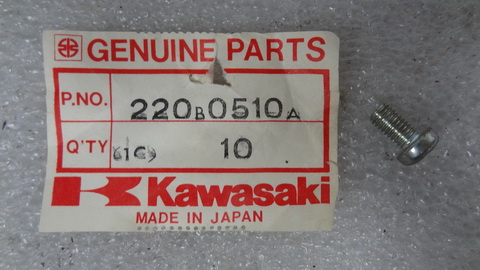 GENUINE PARTS
P.NO. 220B0510A
Q'TY 10
Kawasaki
MADE IN JAPAN